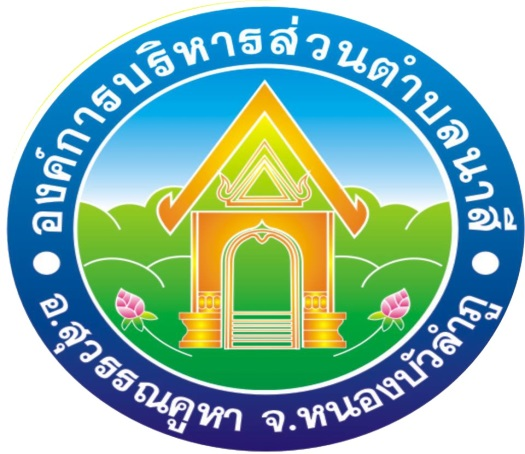 องค์การบริหารส่วนตำบลนาสี
อ.สุวรรณคูหา จ.หนองบัวลำภู